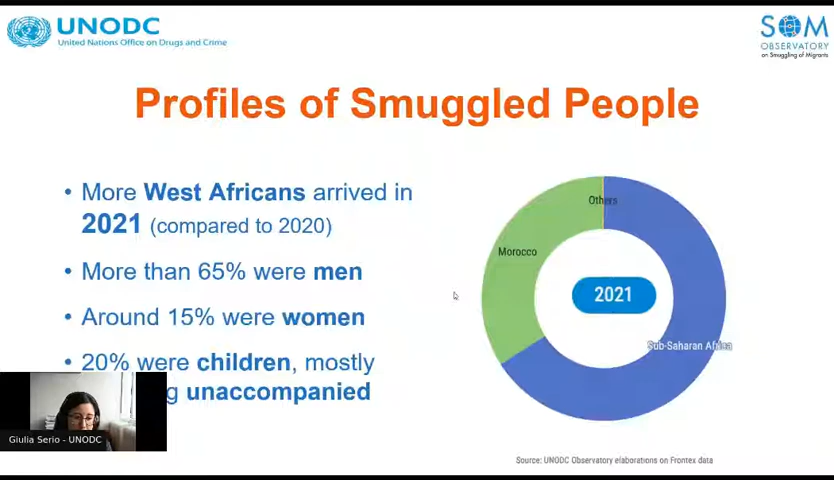 UNODC
United Nations Office on Drugs and Crime
SOM
OBSERVATORY
on Smuggling of Migrants
Profiles of Smuggled People
• More West Africans arrived in
2021 (compared to 2020)
• More than 65% were men
• Around 15% were women
• 20% were children, mostly
g unaccompanied
Others
Morocco
2021
Sub-Saharan Africa
Giulia Serio - UNODC
Source: UNODC Observatory elaborations on Frontex data